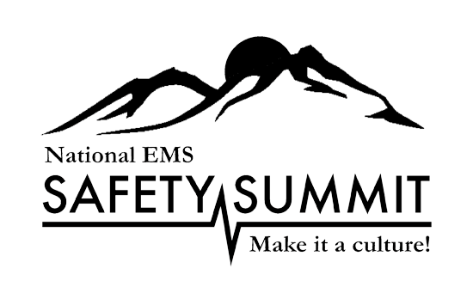 National EMS
SAFETY SUMMIT
Make it a culture!